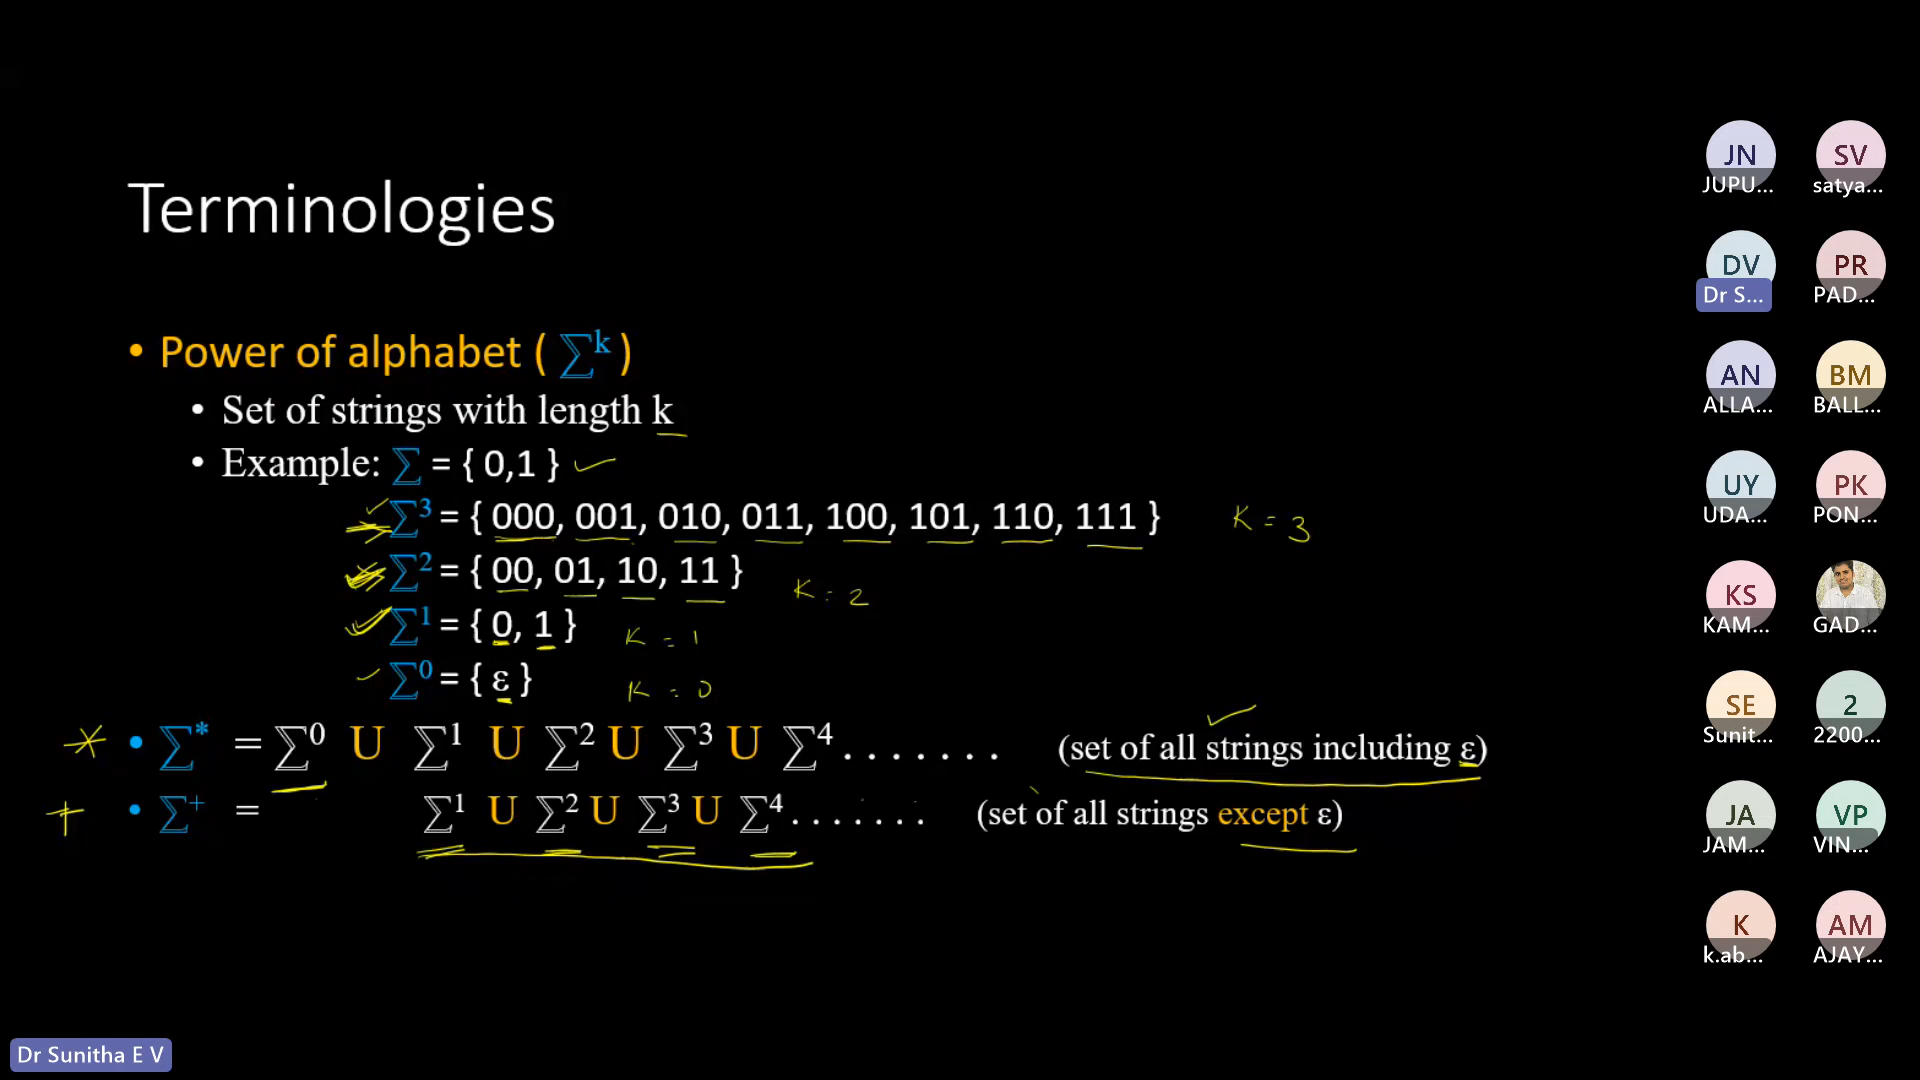 Terminologies
• Power of alphabet ( ∑ᵏ )
• Set of strings with length k
• Example: ∑ = { 0,1 }
∑³ = { 000, 001, 010, 011, 100, 101, 110, 111 } K = 3
∑² = { 00, 01, 10, 11 } K = 2
∑¹ = { 0, 1 } K = 1
∑⁰ = { ε } K = 0
* • ∑* = ∑⁰ U ∑¹ U ∑² U ∑³ U ∑⁴ . . . . . . . (set of all strings including ε)
+ • ∑⁺ = ∑¹ U ∑² U ∑³ U ∑⁴ . . . . . . . (set of all strings except ε)
JN SV
JUPU... satya...
DV PR
Dr S... PAD...
AN BM
ALLA... BALL...
UY PK
UDA... PON...
KS
KAM... GAD...
SE 2
Sunit... 2200...
JA VP
JAM... VIN...
K AM
k.ab... AJAY...
Dr Sunitha E V